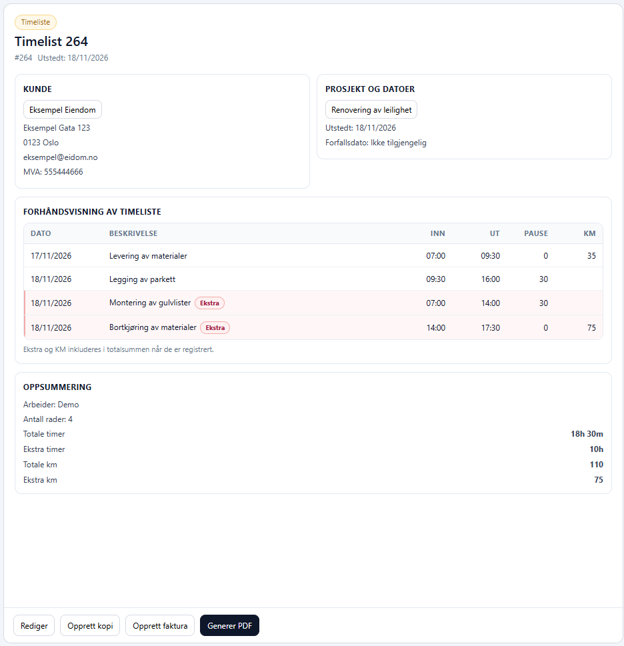 Timeliste
Timelist 264
#264 Utstedt: 18/11/2026
KUNDE
Eksempel Eiendom
Eksempel Gata 123
0123 Oslo
eksempel@eidom.no
MVA: 555444666
PROSJEKT OG DATOER
Renovering av leilighet
Utstedt: 18/11/2026
Forfallsdato: Ikke tilgjengelig
FORHÅNDSVISNING AV TIMELISTE
DATO BESKRIVELSE INN UT PAUSE KM
17/11/2026 Levering av materialer 07:00 09:30 0 35
18/11/2026 Legging av parkett 09:30 16:00 30
18/11/2026 Montering av gulvlister Ekstra 07:00 14:00 30
18/11/2026 Bortkjøring av materialer Ekstra 14:00 17:30 0 75
Ekstra og KM inkluderes i totalsummen når de er registrert.
OPPSUMMERING
Arbeider: Demo
Antall rader: 4
Totale timer 18h 30m
Ekstra timer 10h
Totale km 110
Ekstra km 75
Rediger Opprett kopi Opprett faktura Generer PDF